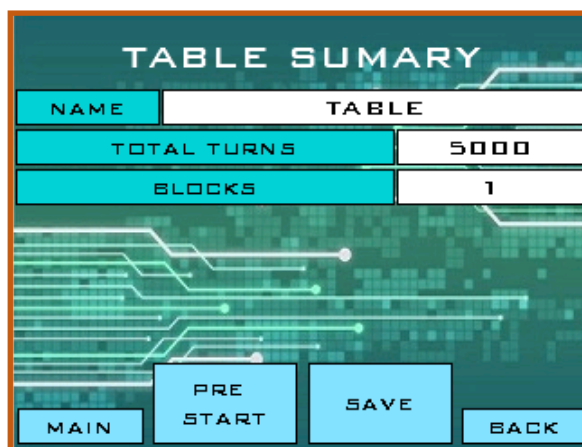 TABLE SUMARY
NAME TABLE
TOTAL TURNS 5000
BLOCKS 1
PRE
START
SAVE
MAIN
BACK